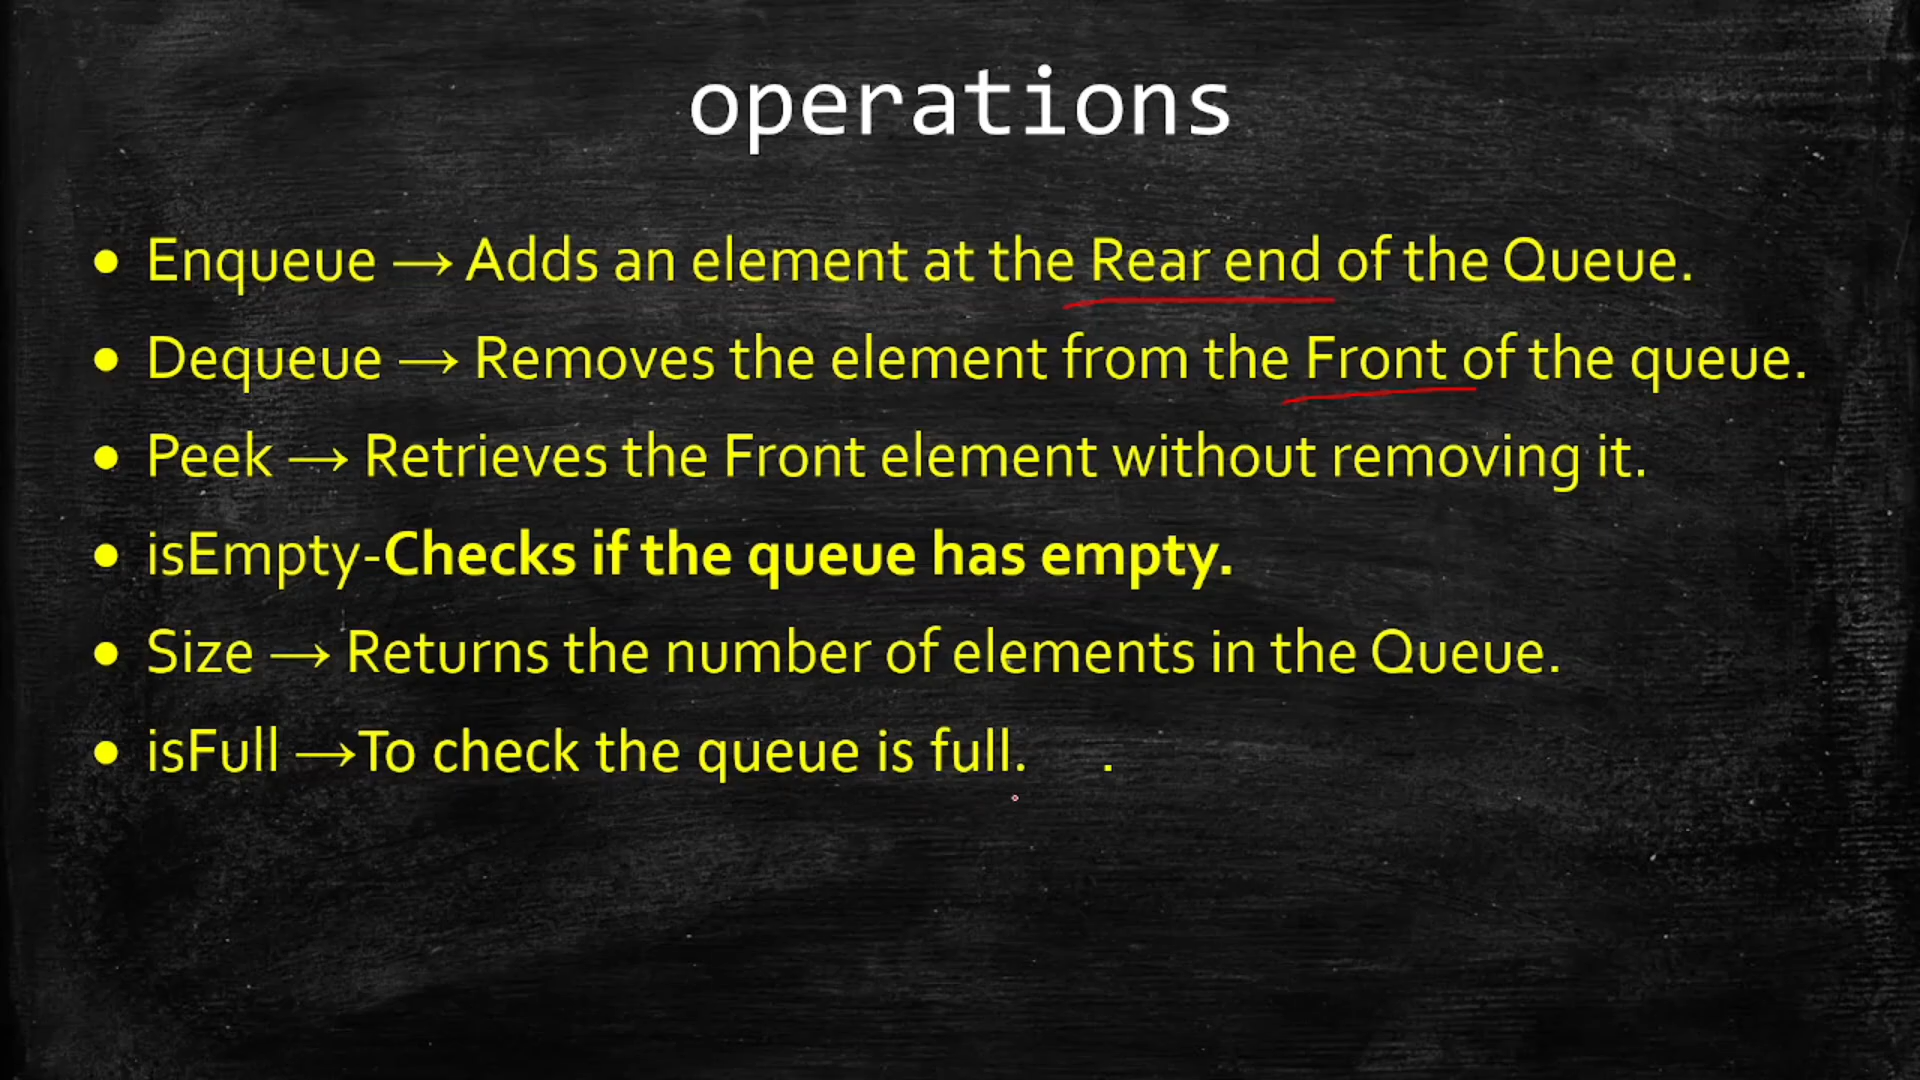 operations
• Enqueue → Adds an element at the Rear end of the Queue.
• Dequeue → Removes the element from the Front of the queue.
• Peek → Retrieves the Front element without removing it.
• isEmpty-Checks if the queue has empty.
• Size → Returns the number of elements in the Queue.
• isFull →To check the queue is full. .